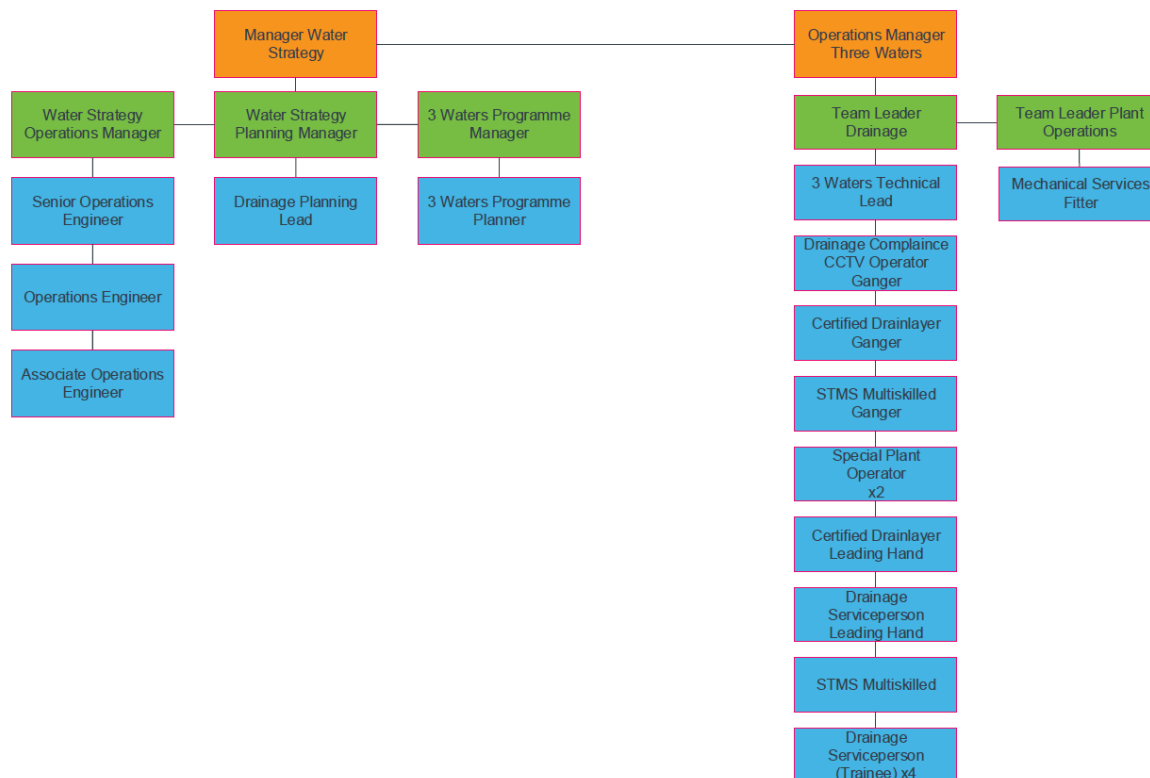 Manager Water
Strategy
Operations Manager
Three Waters
Water Strategy
Operations Manager
Water Strategy
Planning Manager
3 Waters Programme
Manager
Team Leader
Drainage
Team Leader Plant
Operations
Senior Operations
Engineer
Drainage Planning
Lead
3 Waters Programme
Planner
3 Waters Technical
Lead
Mechanical Services
Fitter
Operations Engineer
Associate Operations
Engineer
Drainage Complaince
CCTV Operator
Ganger
Certified Drainlayer
Ganger
STMS Multiskilled
Ganger
Special Plant
Operator
x2
Certified Drainlayer
Leading Hand
Drainage
Serviceperson
Leading Hand
STMS Multiskilled
Drainage
Serviceperson
(Trainee) x4